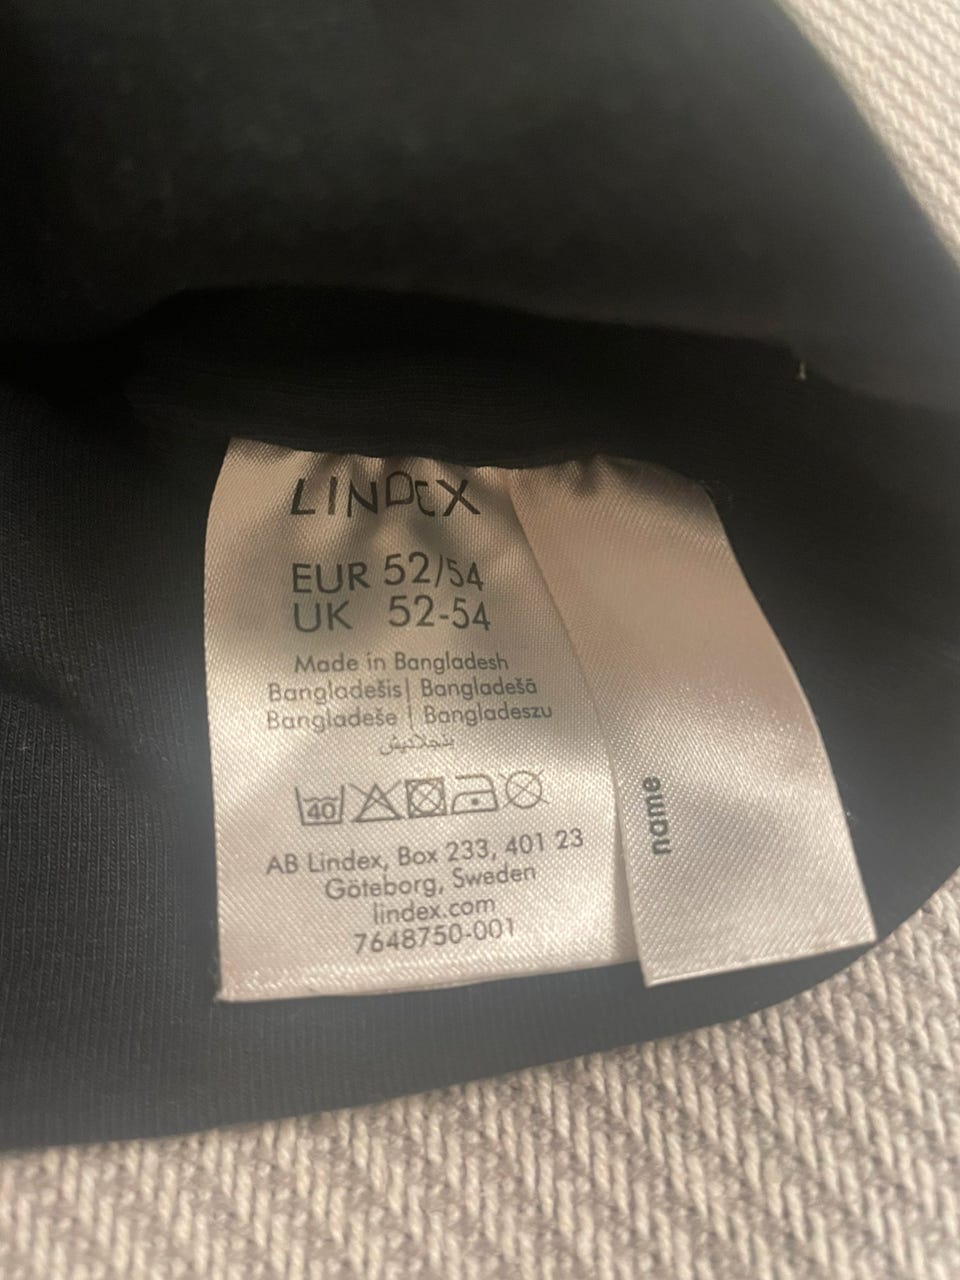 LINDEX
EUR 52/54
UK 52-54
Made in Bangladesh
Bangladešis | Bangladešā
Bangladeše | Bangladeszu
بنجلاديش
40
AB Lindex, Box 233, 401 23
Göteborg, Sweden
lindex.com
7648750-001
name